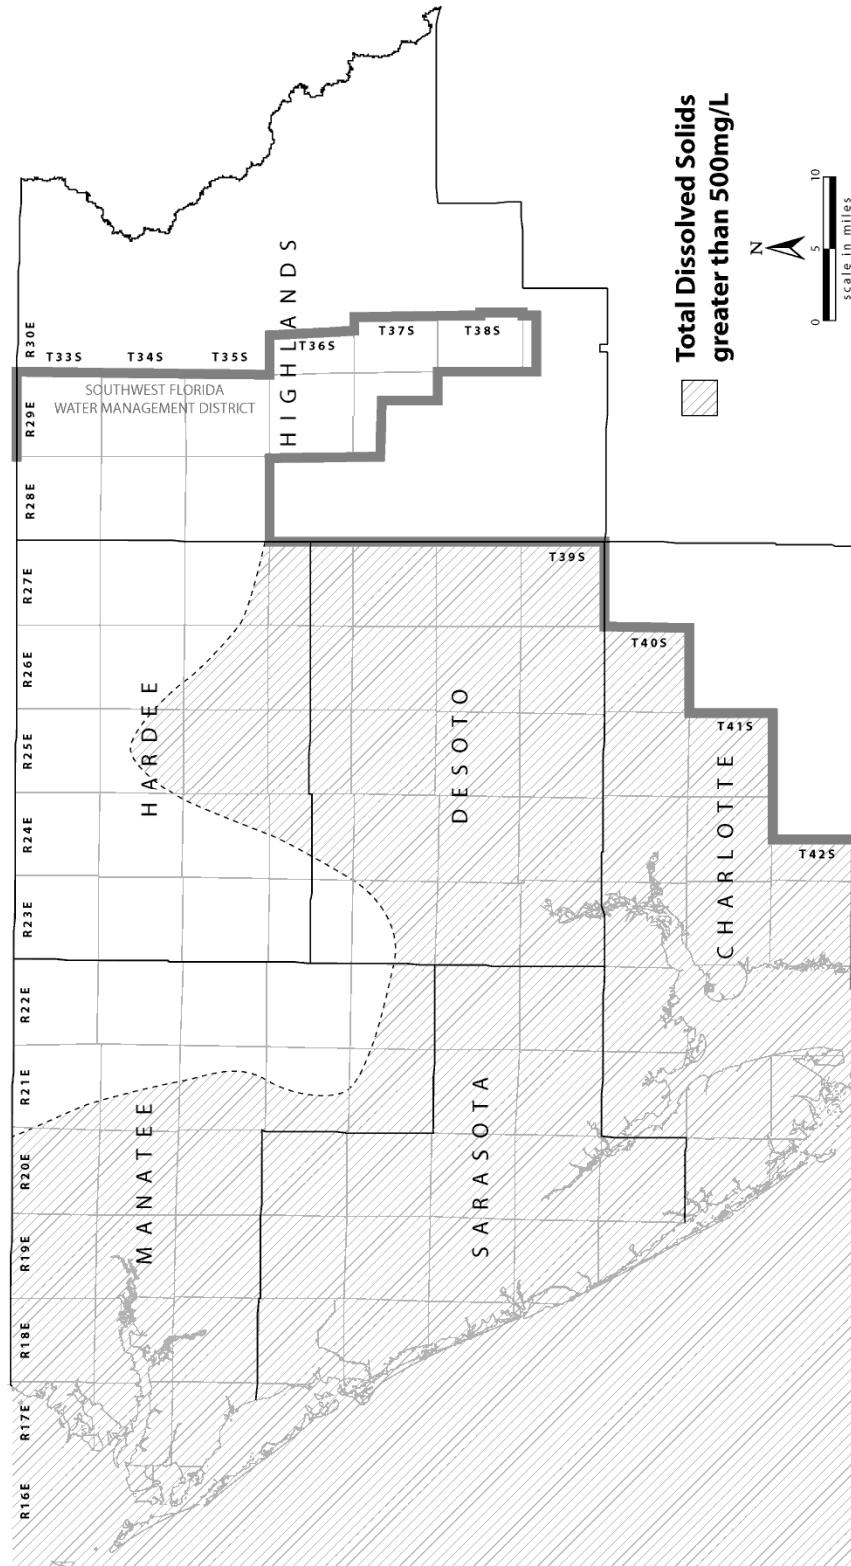 R16E
R17E
R18E
R19E
R20E
R21E
R22E
R23E
R24E
R25E
R26E
R27E
R28E
R29E
R30E
SOUTHWEST FLORIDA
WATER MANAGEMENT DISTRICT
T33S
T34S
T35S
T36S
T37S
T38S
T39S
T40S
T41S
T42S
MANATEE
HARDEE
HIGHLANDS
SARASOTA
DESOTO
CHARLOTTE
Total Dissolved Solids
greater than 500mg/L
N
0 5 10
scale in miles